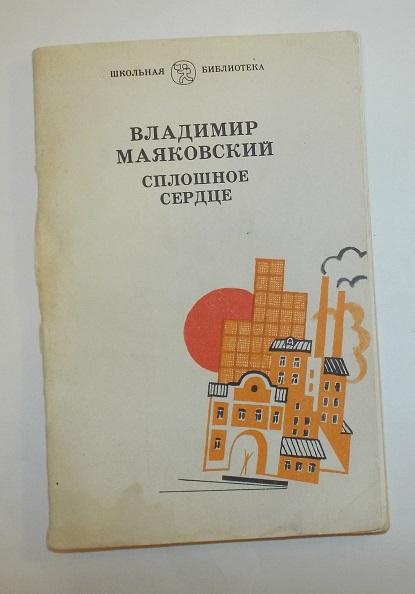 ШКОЛЬНАЯ БИБЛИОТЕКА
ВЛАДИМИР
МАЯКОВСКИЙ
СПЛОШНОЕ
СЕРДЦЕ